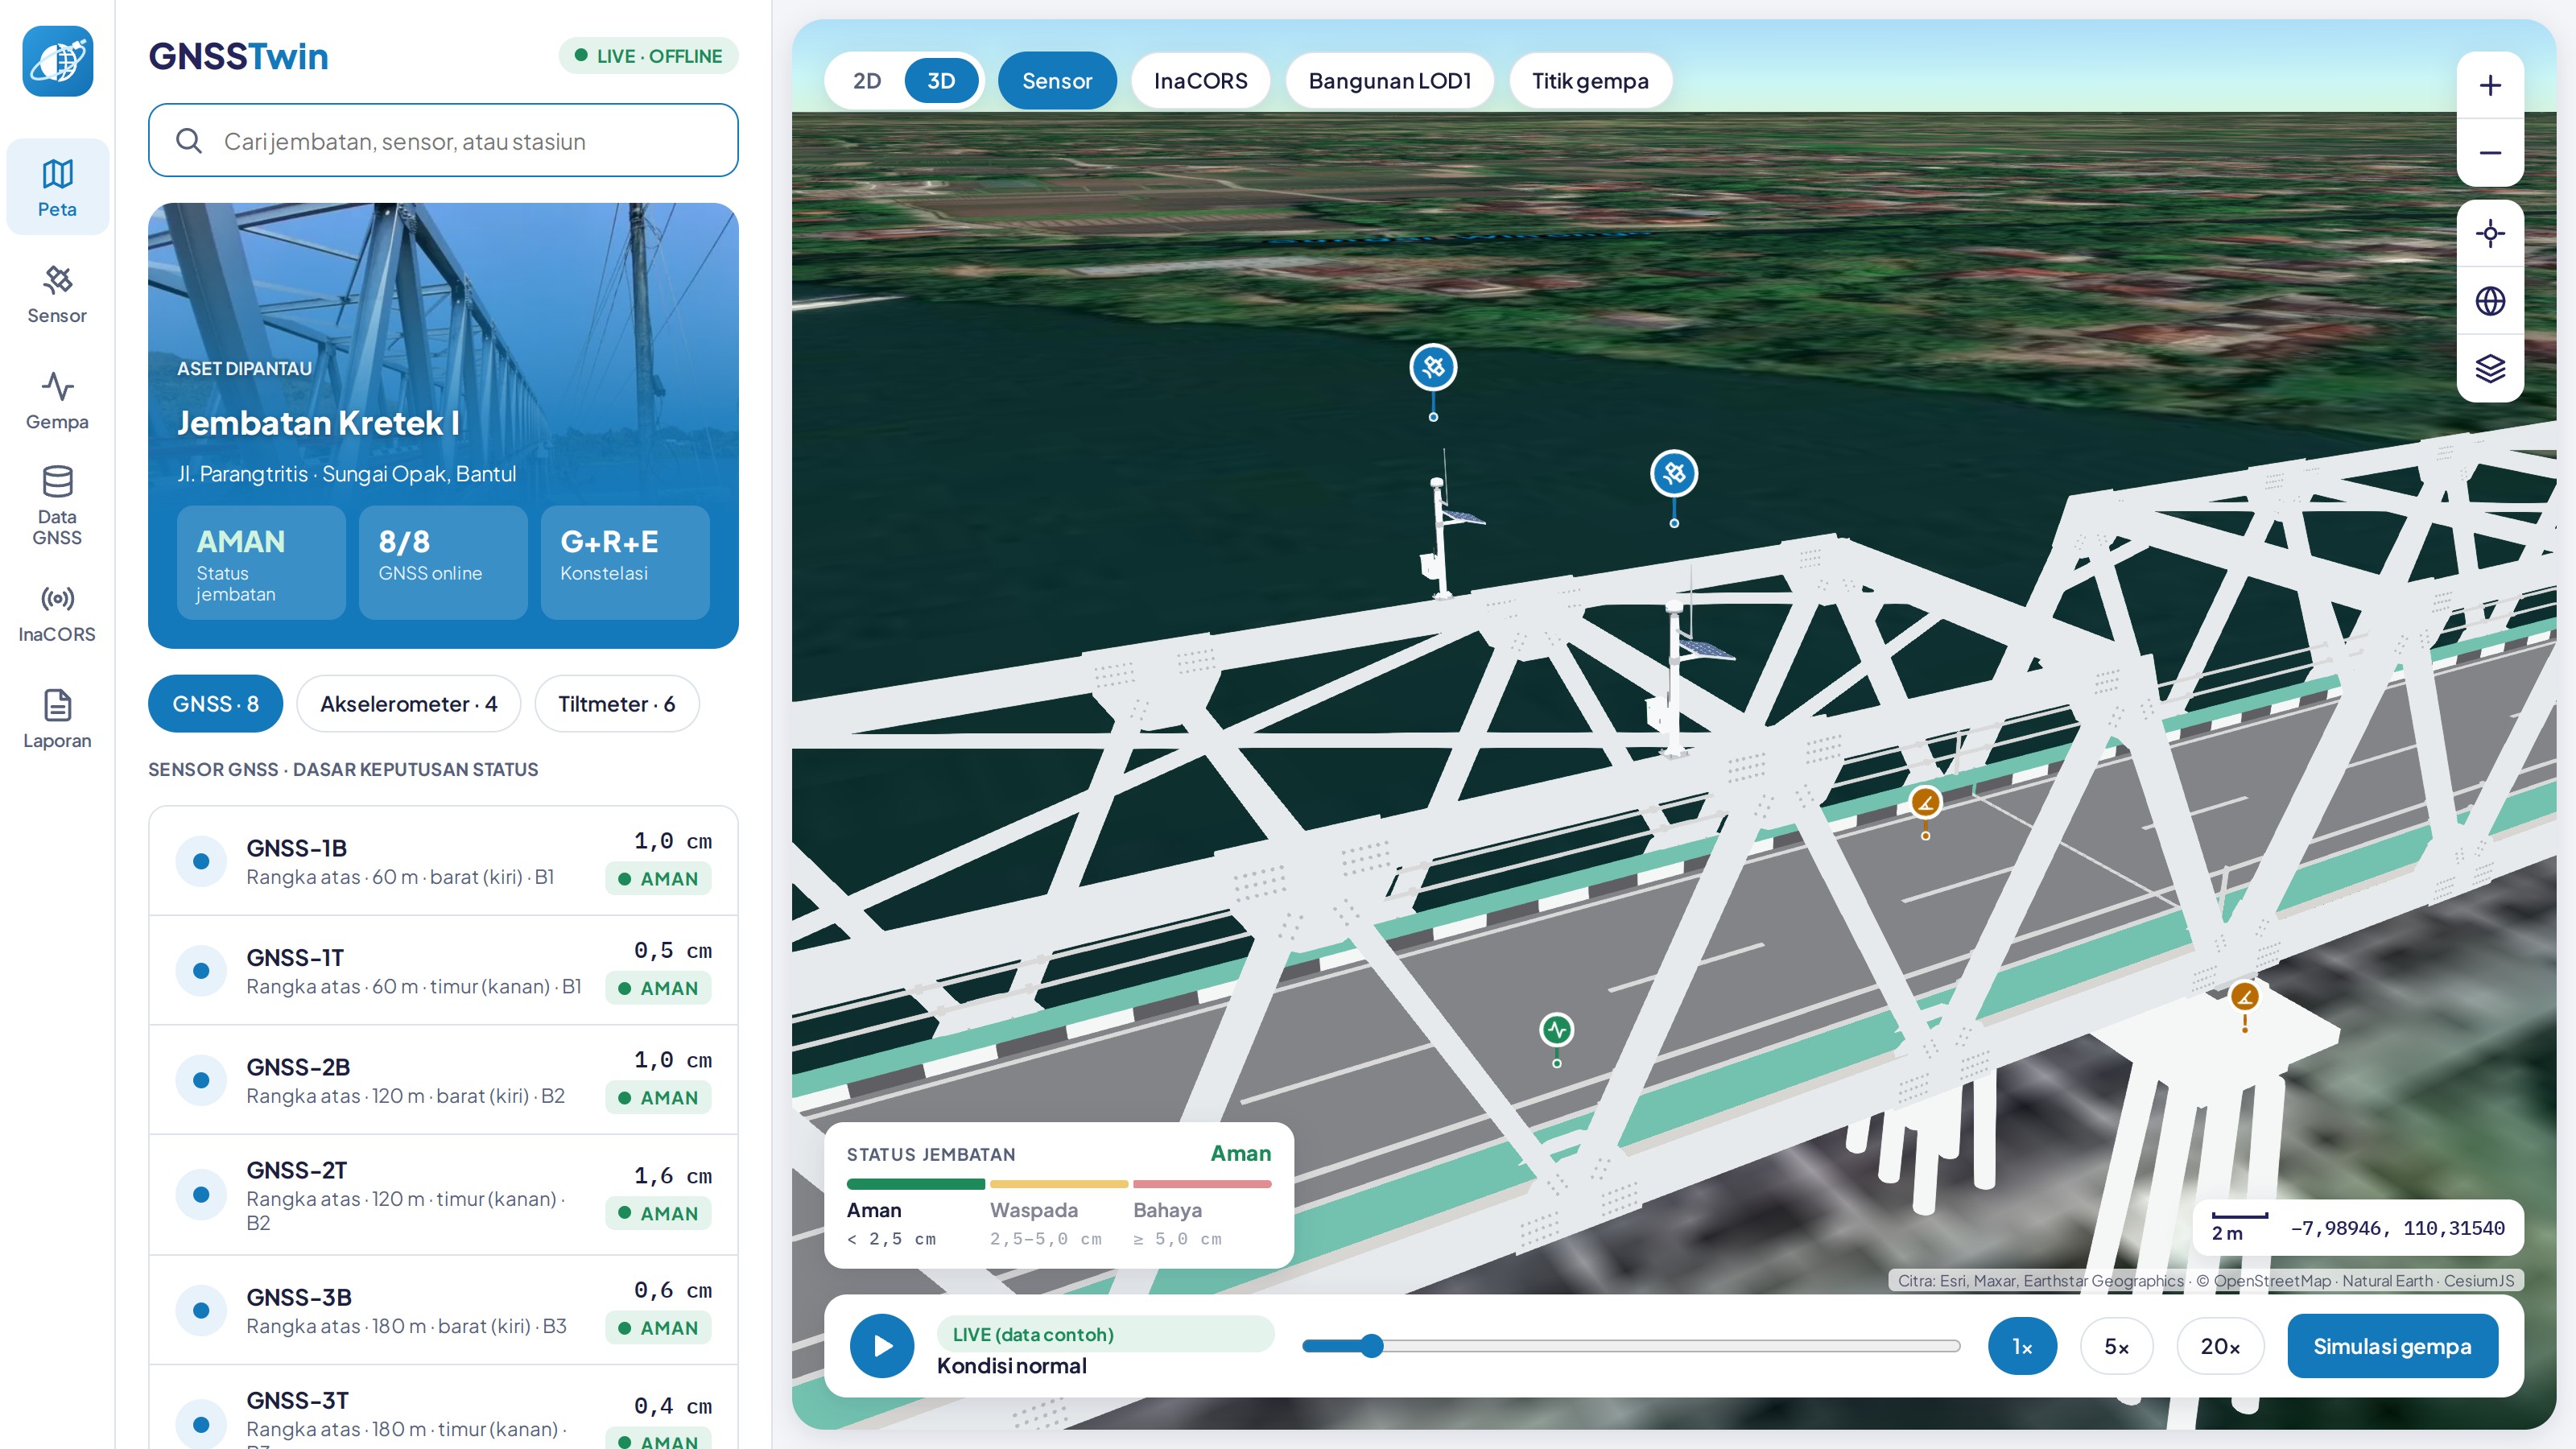 GNSSTwin
LIVE · OFFLINE
Cari jembatan, sensor, atau stasiun
Peta
Sensor
Gempa
Data
GNSS
InaCORS
Laporan
ASET DIPANTAU
Jembatan Kretek I
Jl. Parangtritis · Sungai Opak, Bantul
AMAN
Status
jembatan
8/8
GNSS online
G+R+E
Konstelasi
GNSS · 8
Akselerometer · 4
Tiltmeter · 6
SENSOR GNSS · DASAR KEPUTUSAN STATUS
GNSS-1B
Rangka atas · 60 m · barat (kiri) · B1
1,0 cm
AMAN
GNSS-1T
Rangka atas · 60 m · timur (kanan) · B1
0,5 cm
AMAN
GNSS-2B
Rangka atas · 120 m · barat (kiri) · B2
1,0 cm
AMAN
GNSS-2T
Rangka atas · 120 m · timur (kanan) ·
B2
1,6 cm
AMAN
GNSS-3B
Rangka atas · 180 m · barat (kiri) · B3
0,6 cm
AMAN
GNSS-3T
Rangka atas · 180 m · timur (kanan) ·
0,4 cm
AMAN
2D
3D
Sensor
InaCORS
Bangunan LOD1
Titik gempa
STATUS JEMBATAN
Aman
Aman
< 2,5 cm
Waspada
2,5–5,0 cm
Bahaya
≥ 5,0 cm
2 m
−7,98946, 110,31540
Citra: Esri, Maxar, Earthstar Geographics · © OpenStreetMap · Natural Earth · CesiumJS
LIVE (data contoh)
Kondisi normal
1×
5×
20×
Simulasi gempa